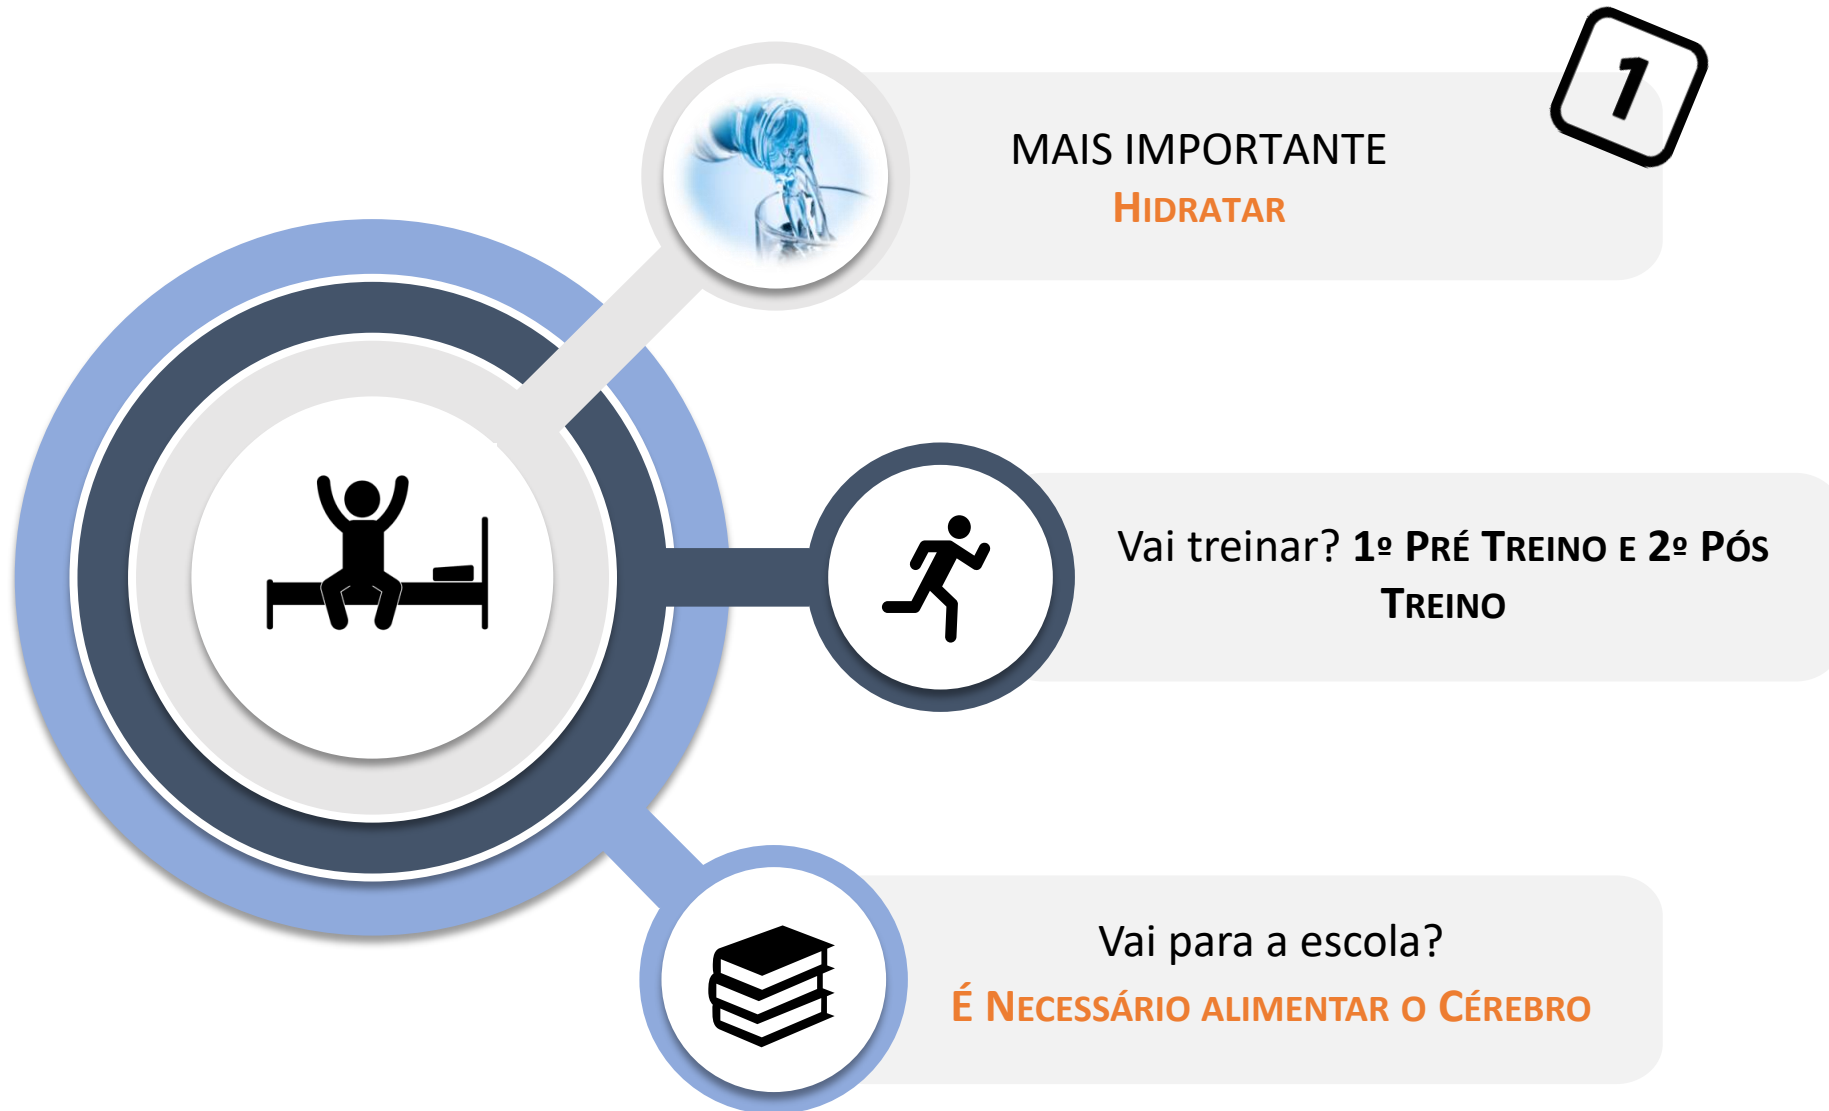 1
MAIS IMPORTANTE
HIDRATAR
Vai treinar? 1º PRÉ TREINO E 2º PÓS
TREINO
Vai para a escola?
É NECESSÁRIO ALIMENTAR O CÉREBRO